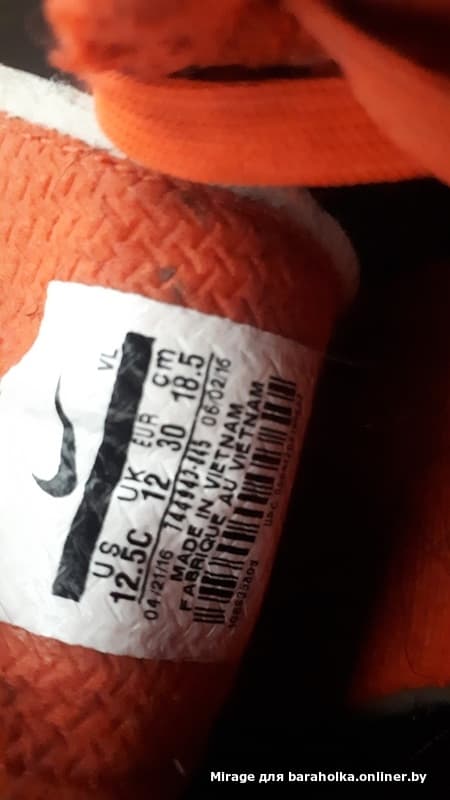 VL
US UK EUR cm
12.5C 12 30 18.5
04/21/16 06/02/16
MADE IN VIETNAM
FABRIQUE AU VIETNAM
Mirage для baraholka.onliner.by